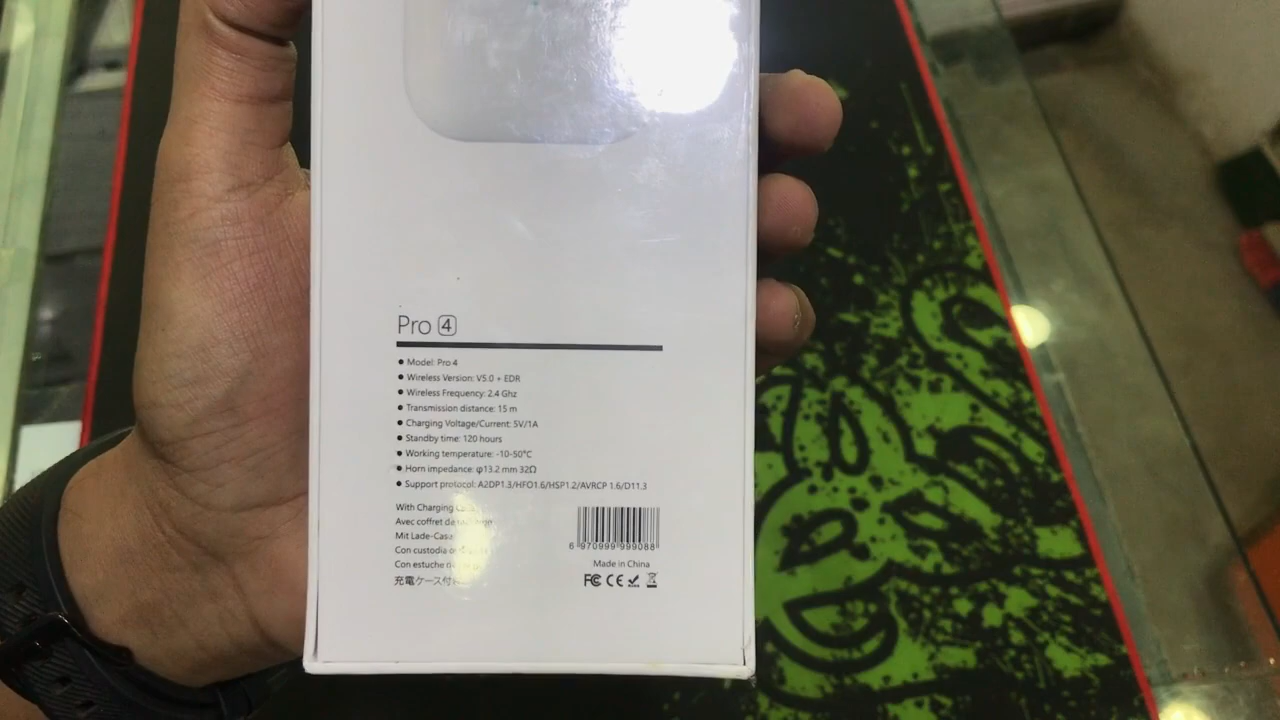 Pro 4
Model: Pro 4
Wireless Version: V5.0 + EDR
Wireless Frequency: 2.4 Ghz
Transmission distance: 15 m
Charging Voltage/Current: 5V/1A
Standby time: 120 hours
Working temperature: -10-50℃
Horn impedance: φ13.2 mm 32Ω
Support protocol: A2DP1.3/HFO1.6/HSP1.2/AVRCP 1.6/D11.3
With Charging
Avec coffret de
Mit Lade-Case
Con custodia
Con estuche
充電ケース付
6 970999 999088
Made in China
FC CE